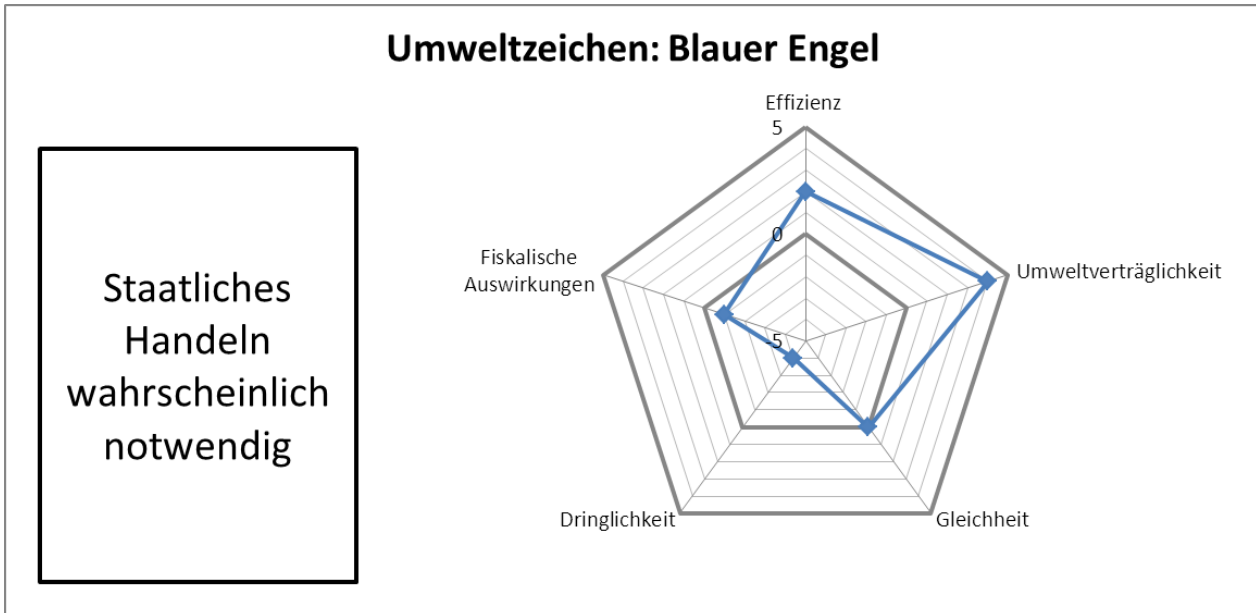 Umweltzeichen: Blauer Engel
Staatliches
Handeln
wahrscheinlich
notwendig
Effizienz
5
0
-5
Umweltverträglichkeit
Gleichheit
Dringlichkeit
Fiskalische
Auswirkungen